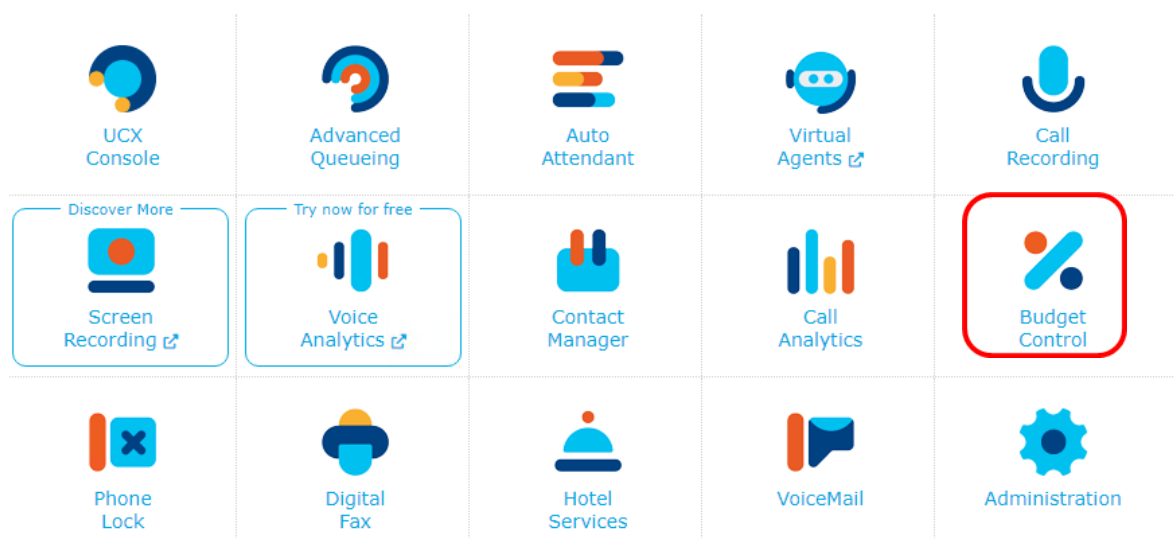 UCX
Console
Advanced
Queueing
Auto
Attendant
Virtual
Agents
Call
Recording
Discover More
Screen
Recording
Try now for free
Voice
Analytics
Contact
Manager
Call
Analytics
Budget
Control
Phone
Lock
Digital
Fax
Hotel
Services
VoiceMail
Administration